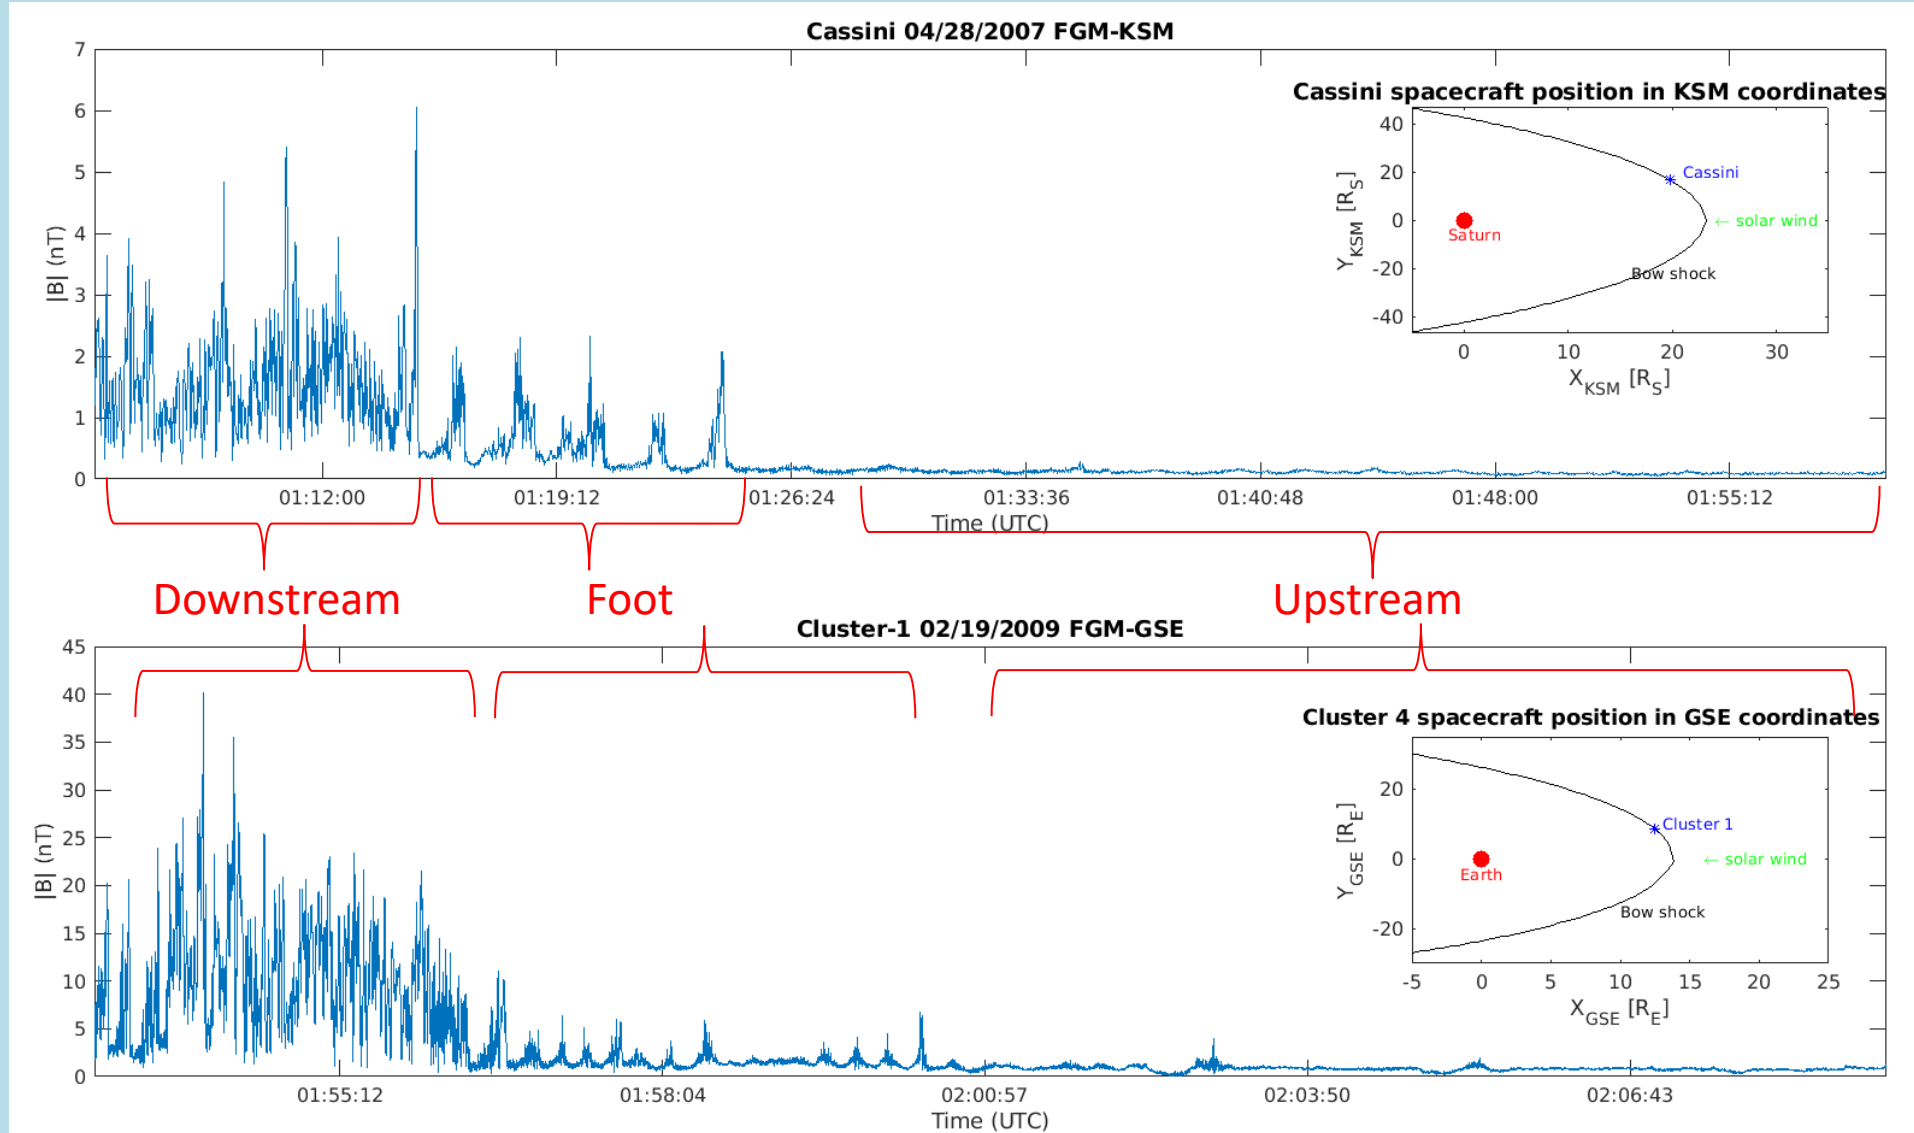 Cassini 04/28/2007 FGM-KSM
7
6
5
4
3
2
1
0
|B| (nT)
01:12:00 01:19:12 01:26:24 01:33:36 01:40:48 01:48:00 01:55:12
Time (UTC)
Cassini spacecraft position in KSM coordinates
40
20
0
-20
-40
Y_KSM [R_S]
Cassini
← solar wind
Saturn
Bow shock
0 10 20 30
X_KSM [R_S]
Downstream Foot Upstream
Cluster-1 02/19/2009 FGM-GSE
45
40
35
30
25
20
15
10
5
0
|B| (nT)
01:55:12 01:58:04 02:00:57 02:03:50 02:06:43
Time (UTC)
Cluster 4 spacecraft position in GSE coordinates
20
0
-20
Y_GSE [R_E]
Cluster 1
← solar wind
Earth
Bow shock
-5 0 5 10 15 20 25
X_GSE [R_E]